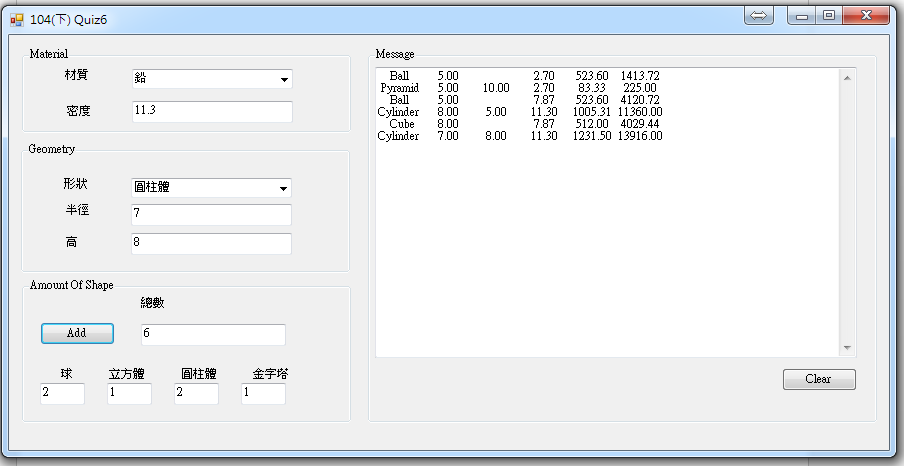 104(下) Quiz6
Material
材質 鋁
密度 11.3
Geometry
形狀 圓柱體
半徑 7
高 8
Amount Of Shape
總數
Add 6
球 立方體 圓柱體 金字塔
2 1 2 1
Message
Ball 5.00 2.70 523.60 1413.72
Pyramid 5.00 10.00 2.70 83.33 225.00
Ball 5.00 7.87 523.60 4120.72
Cylinder 8.00 5.00 11.30 1005.31 11360.00
Cube 8.00 7.87 512.00 4029.44
Cylinder 7.00 8.00 11.30 1231.50 13916.00
Clear